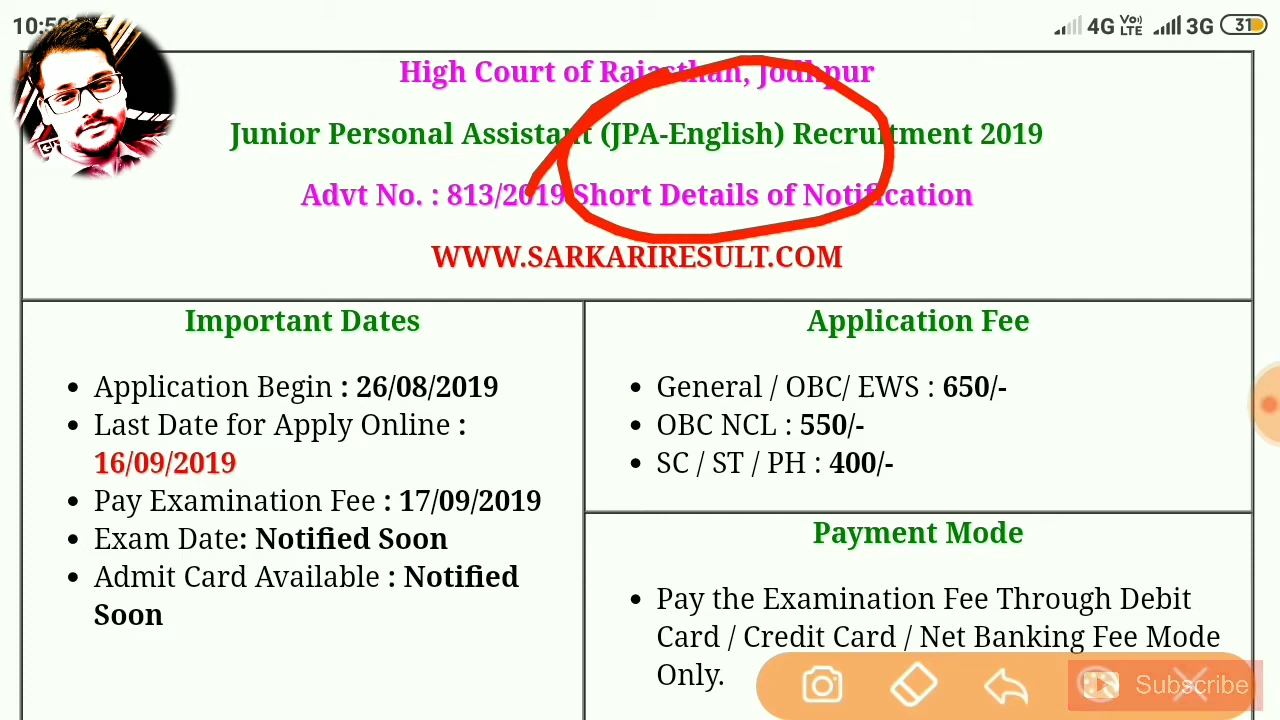 10:50
4G Vo) LTE 3G 31
High Court of Rajasthan, Jodhpur
Junior Personal Assistant (JPA-English) Recruitment 2019
Advt No. : 813/2019 Short Details of Notification
WWW.SARKARIRESULT.COM
Important Dates
Application Begin : 26/08/2019
Last Date for Apply Online :
16/09/2019
Pay Examination Fee : 17/09/2019
Exam Date: Notified Soon
Admit Card Available : Notified
Soon
Application Fee
General / OBC/ EWS : 650/-
OBC NCL : 550/-
SC / ST / PH : 400/-
Payment Mode
Pay the Examination Fee Through Debit
Card / Credit Card / Net Banking Fee Mode
Only.
Subscribe